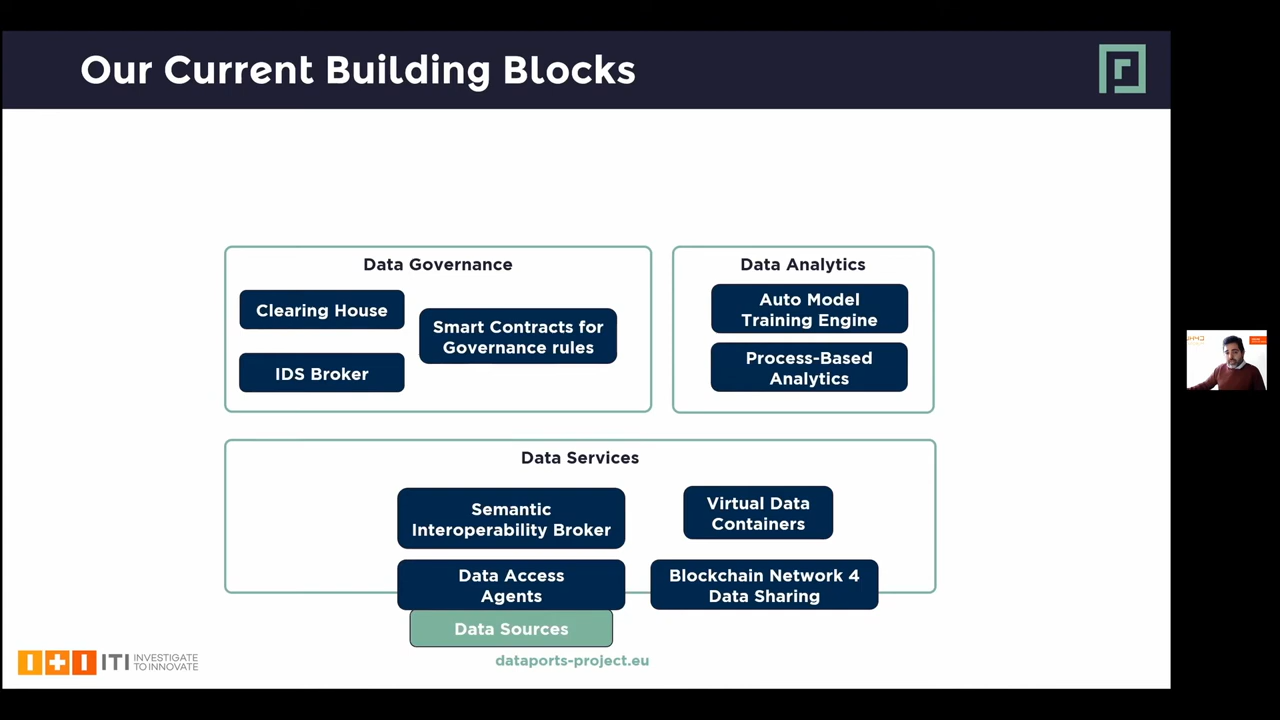 Our Current Building Blocks
Data Governance
Clearing House
IDS Broker
Smart Contracts for
Governance rules
Data Analytics
Auto Model
Training Engine
Process-Based
Analytics
Data Services
Semantic
Interoperability Broker
Virtual Data
Containers
Data Access
Agents
Blockchain Network 4
Data Sharing
Data Sources
ITI INVESTIGATE
TO INNOVATE
dataports-project.eu